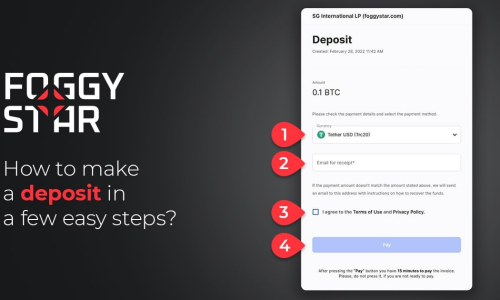 FOGGY
STAR
How to make
a deposit in
a few easy steps?
SG International LP (foggystar.com)
Deposit
Created: February 28, 2022 11:42 AM
Amount
0.1 BTC
Please check the payment details and select the payment method.
1
Currency
Tether USD (Trc20)
2
Email for receipt*
If the payment amount doesn't match the amount stated above, we will send
an email to this address with instructions on how to recover the funds.
3
I agree to the Terms of Use and Privacy Policy.
4
Pay
After pressing the "Pay" button you have 15 minutes to pay the invoice.
Please, do not press it, if you are not ready to pay.